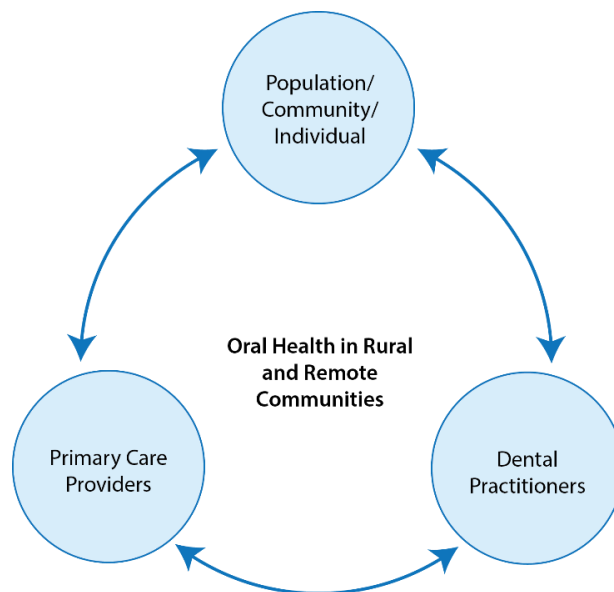 Population/
Community/
Individual
Oral Health in Rural
and Remote
Communities
Primary Care
Providers
Dental
Practitioners